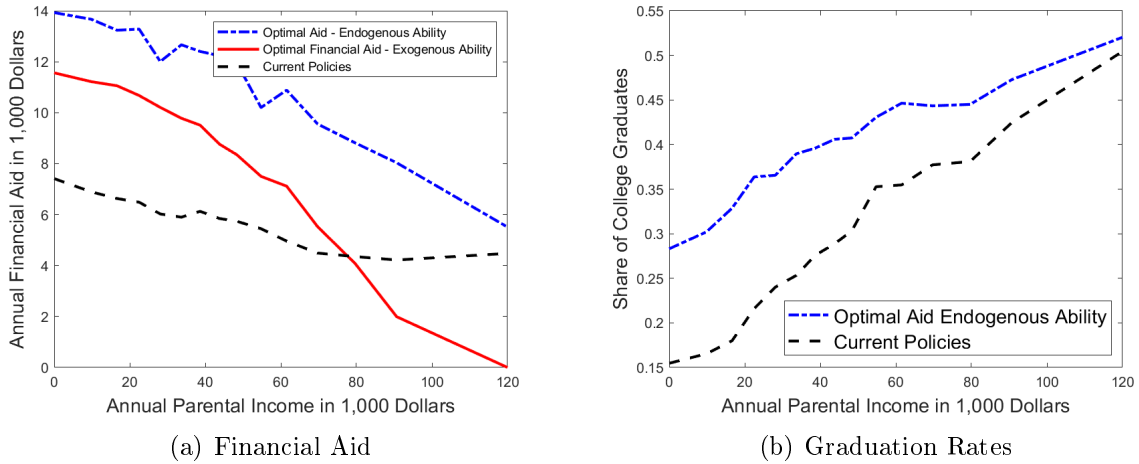 Annual Financial Aid in 1,000 Dollars
14
12
10
8
6
4
2
0
Optimal Aid - Endogenous Ability
Optimal Financial Aid - Exogenous Ability
Current Policies
0 20 40 60 80 100 120
Annual Parental Income in 1,000 Dollars
(a) Financial Aid
Share of College Graduates
0.55
0.5
0.45
0.4
0.35
0.3
0.25
0.2
0.15
Optimal Aid Endogenous Ability
Current Policies
0 20 40 60 80 100 120
Annual Parental Income in 1,000 Dollars
(b) Graduation Rates